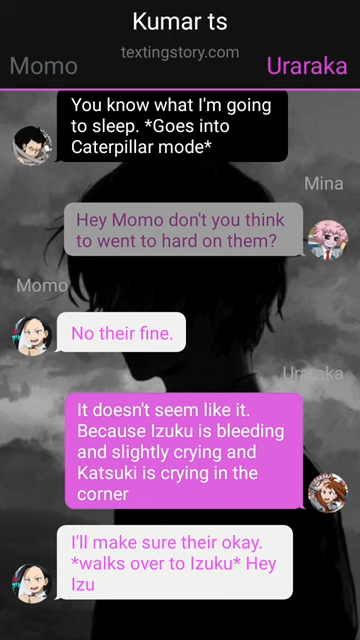 Kumar ts
textingstory.com
Momo
Uraraka
You know what I'm going
to sleep. *Goes into
Caterpillar mode*
Mina
Hey Momo don't you think
to went to hard on them?
Momo
No their fine.
Uraraka
It doesn't seem like it.
Because Izuku is bleeding
and slightly crying and
Katsuki is crying in the
corner
I'll make sure their okay.
*walks over to Izuku* Hey
Izu